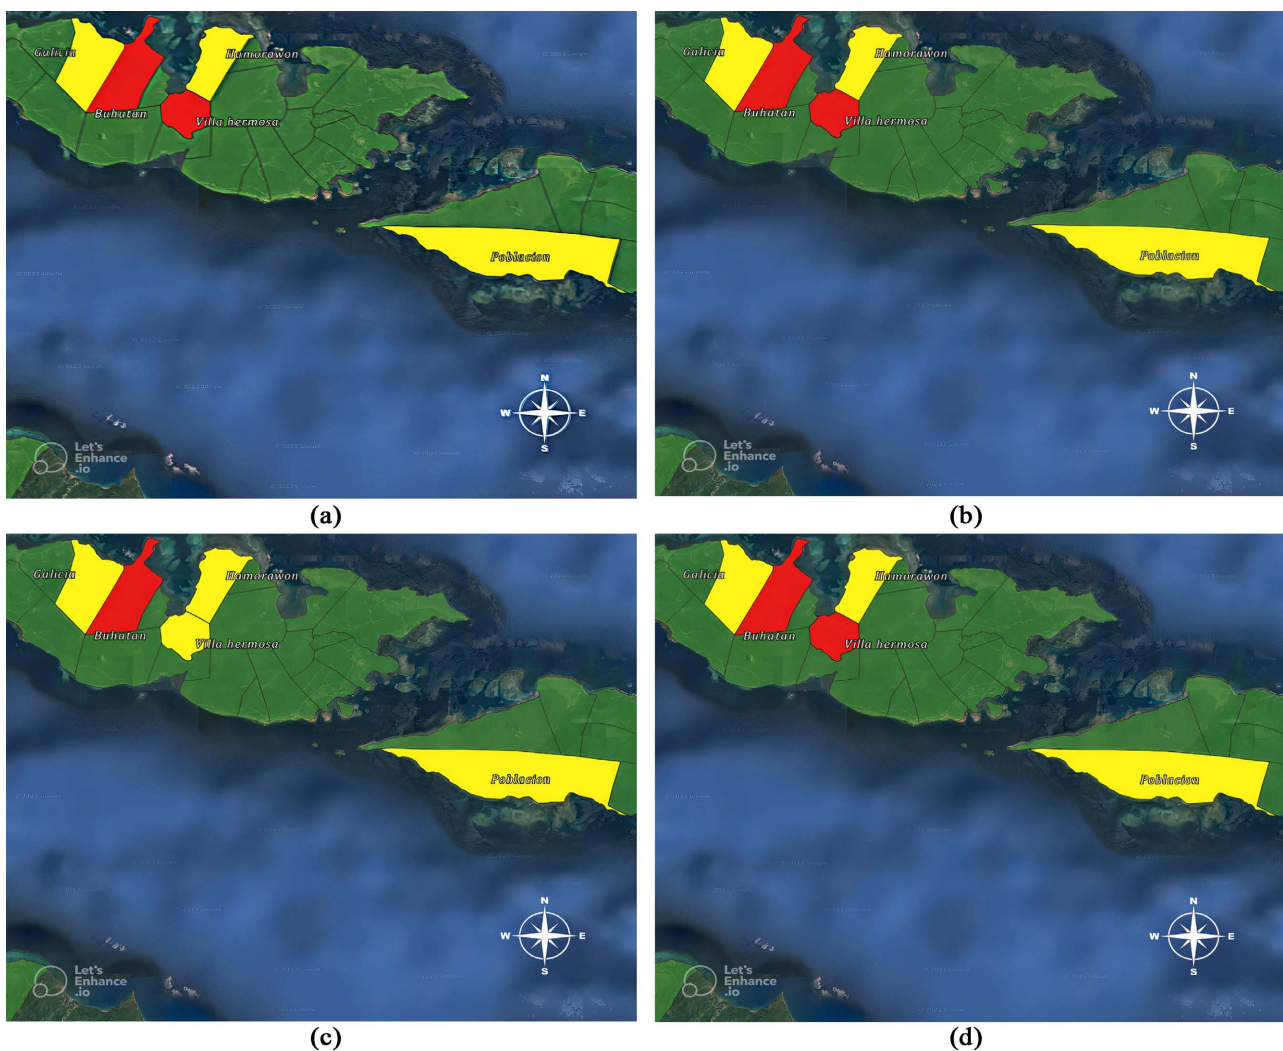 Galicia
Hamorawon
Buhatan
Villa hermosa
Poblacion
N
W E
S
Let's
Enhance
.io
(a)
Galicia
Hamorawon
Buhatan
Villa hermosa
Poblacion
N
W E
S
Let's
Enhance
.io
(b)
Galicia
Hamorawon
Buhatan
Villa hermosa
Poblacion
N
W E
S
Let's
Enhance
.io
(c)
Galicia
Hamorawon
Buhatan
Villa hermosa
Poblacion
N
W E
S
Let's
Enhance
.io
(d)